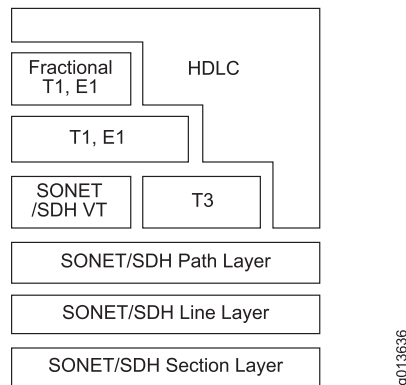 Fractional
T1, E1
HDLC
T1, E1
SONET
/SDH VT
T3
SONET/SDH Path Layer
SONET/SDH Line Layer
SONET/SDH Section Layer
g013636